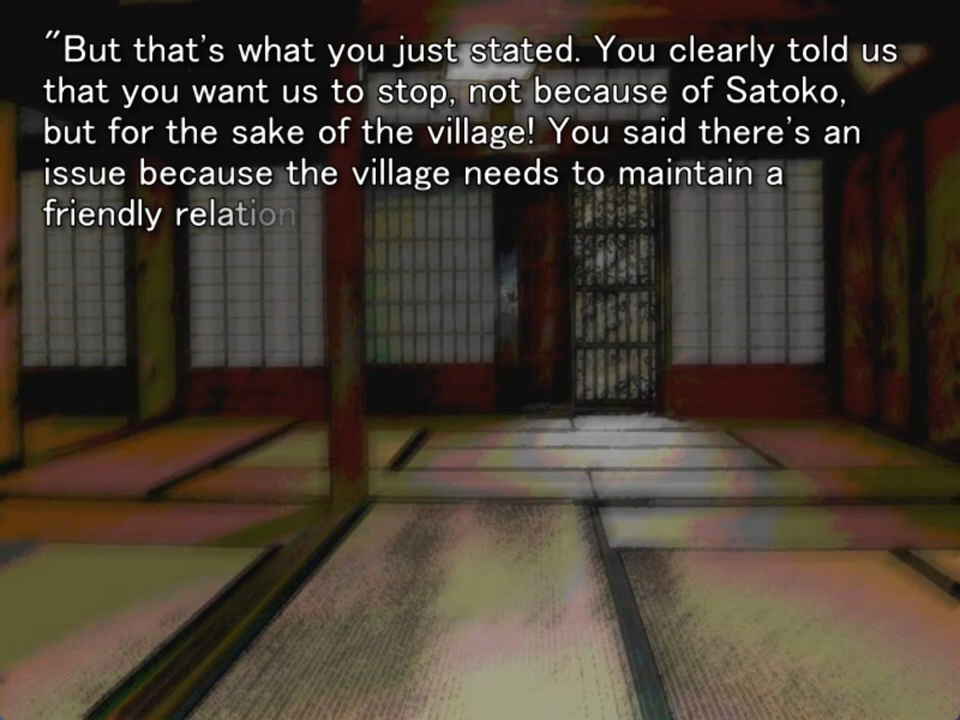 "But that's what you just stated. You clearly told us
that you want us to stop, not because of Satoko,
but for the sake of the village! You said there's an
issue because the village needs to maintain a
friendly relation